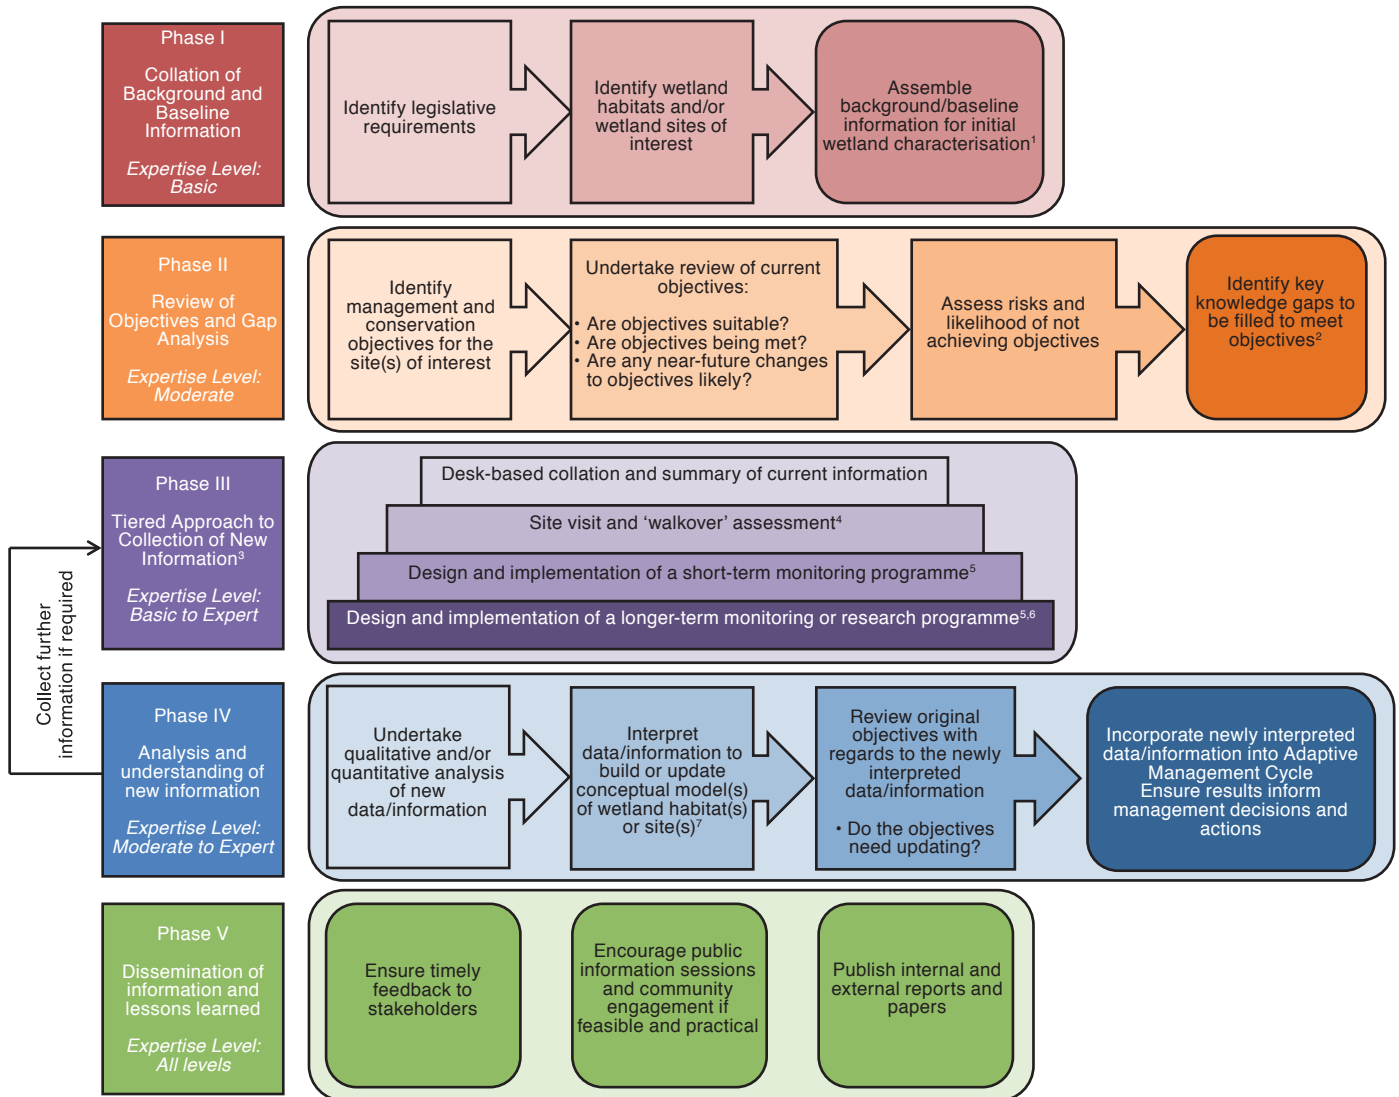 Phase I
Collation of
Background and
Baseline
Information
Expertise Level:
Basic
Identify legislative
requirements
Identify wetland
habitats and/or
wetland sites of
interest
Assemble
background/baseline
information for initial
wetland characterisation¹
Phase II
Review of
Objectives and Gap
Analysis
Expertise Level:
Moderate
Identify
management and
conservation
objectives for the
site(s) of interest
Undertake review of current
objectives:
• Are objectives suitable?
• Are objectives being met?
• Are any near-future changes
to objectives likely?
Assess risks and
likelihood of not
achieving objectives
Identify key
knowledge gaps to
be filled to meet
objectives²
Phase III
Tiered Approach to
Collection of New
Information³
Expertise Level:
Basic to Expert
Desk-based collation and summary of current information
Site visit and ‘walkover’ assessment⁴
Design and implementation of a short-term monitoring programme⁵
Design and implementation of a longer-term monitoring or research programme⁵,⁶
Collect further
information if required
Phase IV
Analysis and
understanding of
new information
Expertise Level:
Moderate to Expert
Undertake
qualitative and/or
quantitative analysis
of new
data/information
Interpret
data/information to
build or update
conceptual model(s)
of wetland habitat(s)
or site(s)⁷
Review original
objectives with
regards to the newly
interpreted
data/information
• Do the objectives
need updating?
Incorporate newly interpreted
data/information into Adaptive
Management Cycle
Ensure results inform
management decisions and
actions
Phase V
Dissemination of
information and
lessons learned
Expertise Level:
All levels
Ensure timely
feedback to
stakeholders
Encourage public
information sessions
and community
engagement if
feasible and practical
Publish internal and
external reports and
papers